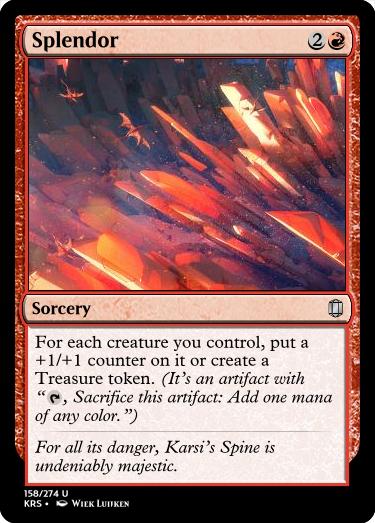 Splendor 2
Sorcery
For each creature you control, put a
+1/+1 counter on it or create a
Treasure token. (It's an artifact with
“, Sacrifice this artifact: Add one mana
of any color.”)
For all its danger, Karsi's Spine is
undeniably majestic.
158/274 U
KRS • Wiek Luijken